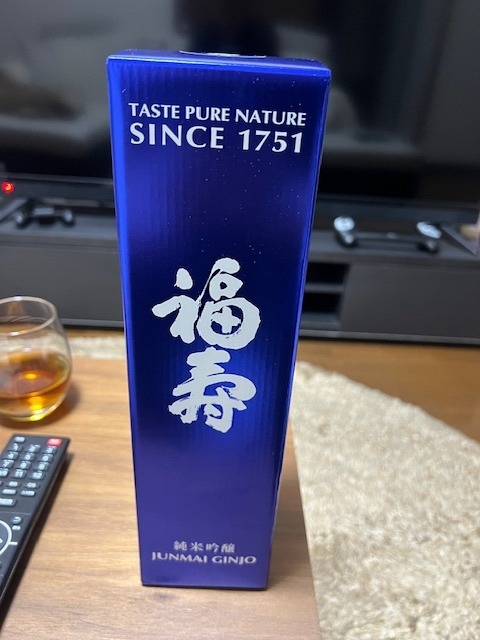 TASTE PURE NATURE
SINCE 1751
福
寿
純米吟醸
JUNMAI GINJO